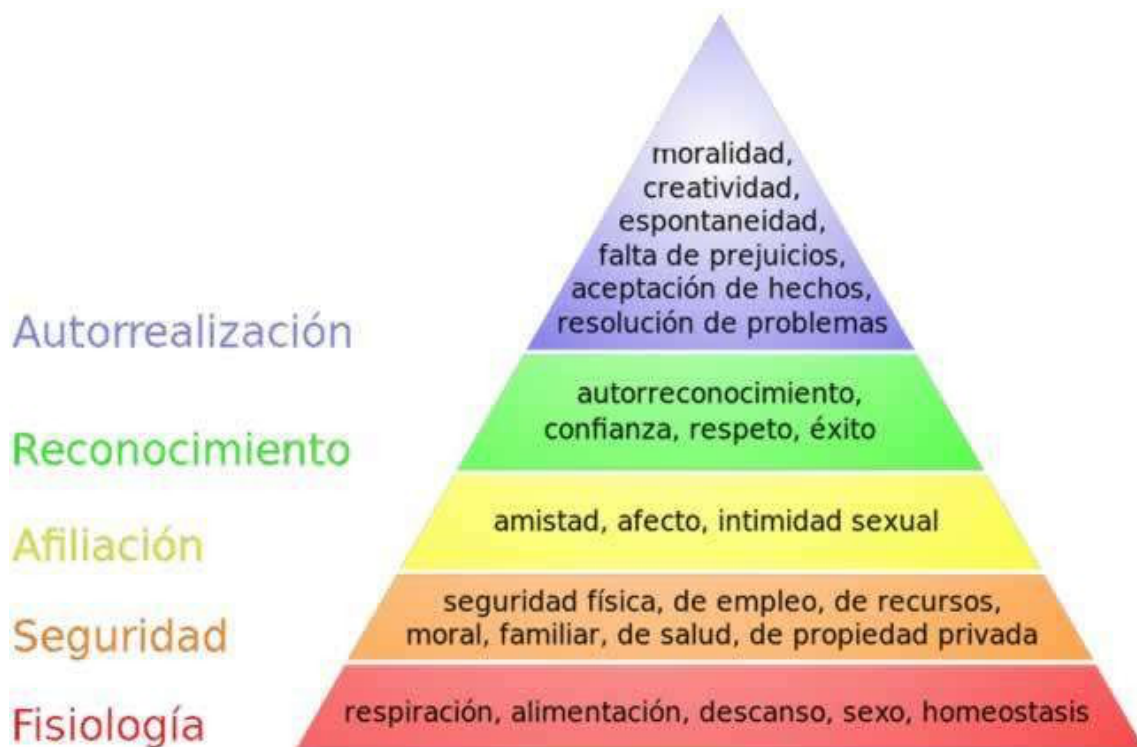 moralidad,
creatividad,
espontaneidad,
falta de prejuicios,
aceptación de hechos,
resolución de problemas
Autorrealización
autorreconocimiento,
confianza, respeto, éxito
Reconocimiento
amistad, afecto, intimidad sexual
Afiliación
seguridad física, de empleo, de recursos,
moral, familiar, de salud, de propiedad privada
Seguridad
respiración, alimentación, descanso, sexo, homeostasis
Fisiología